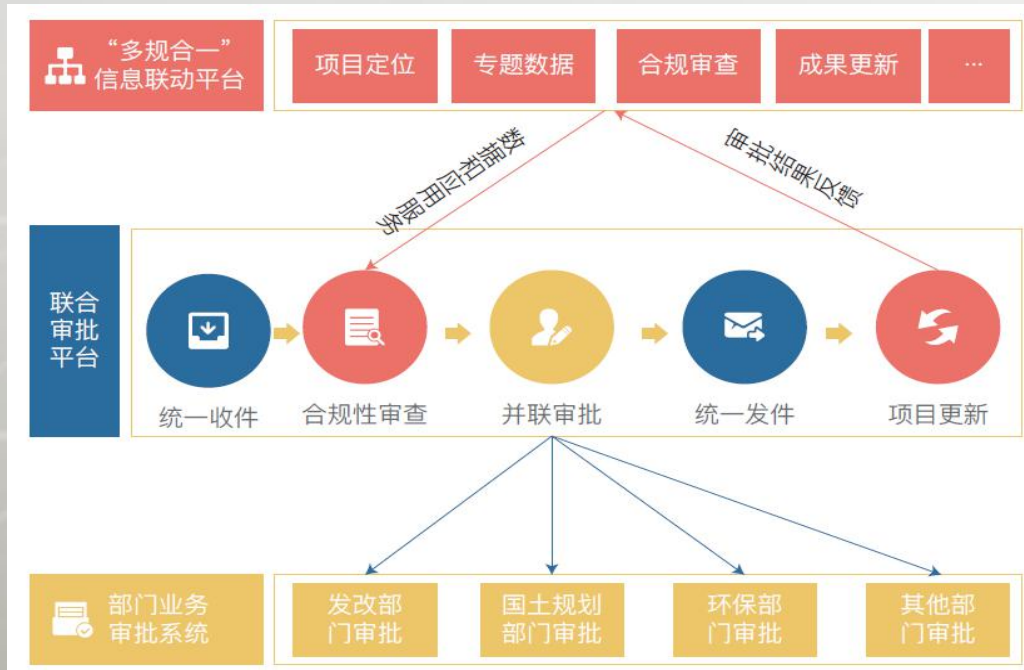 “多规合一”
信息联动平台
项目定位
专题数据
合规审查
成果更新
...
数据和应用服务
审批结果反馈
联合
审批
平台
统一收件
合规性审查
并联审批
统一发件
项目更新
部门业务
审批系统
发改部
门审批
国土规划
部门审批
环保部
门审批
其他部
门审批